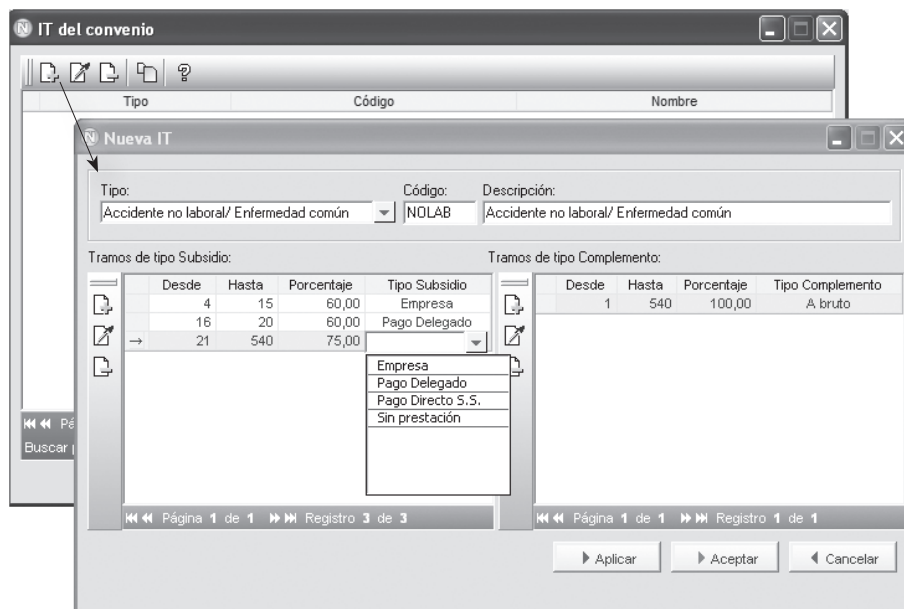 IT del convenio
Tipo Código Nombre
Nueva IT
Tipo: Código: Descripción:
Accidente no laboral/ Enfermedad común NOLAB Accidente no laboral/ Enfermedad común
Tramos de tipo Subsidio: Tramos de tipo Complemento:
Desde Hasta Porcentaje Tipo Subsidio Desde Hasta Porcentaje Tipo Complemento
4 15 60,00 Empresa 1 540 100,00 A bruto
16 20 60,00 Pago Delegado
→ 21 540 75,00
Empresa
Pago Delegado
Pago Directo S.S.
Sin prestación
Buscar
Página 1 de 1 Registro 3 de 3 Página 1 de 1 Registro 1 de 1
Aplicar Aceptar Cancelar